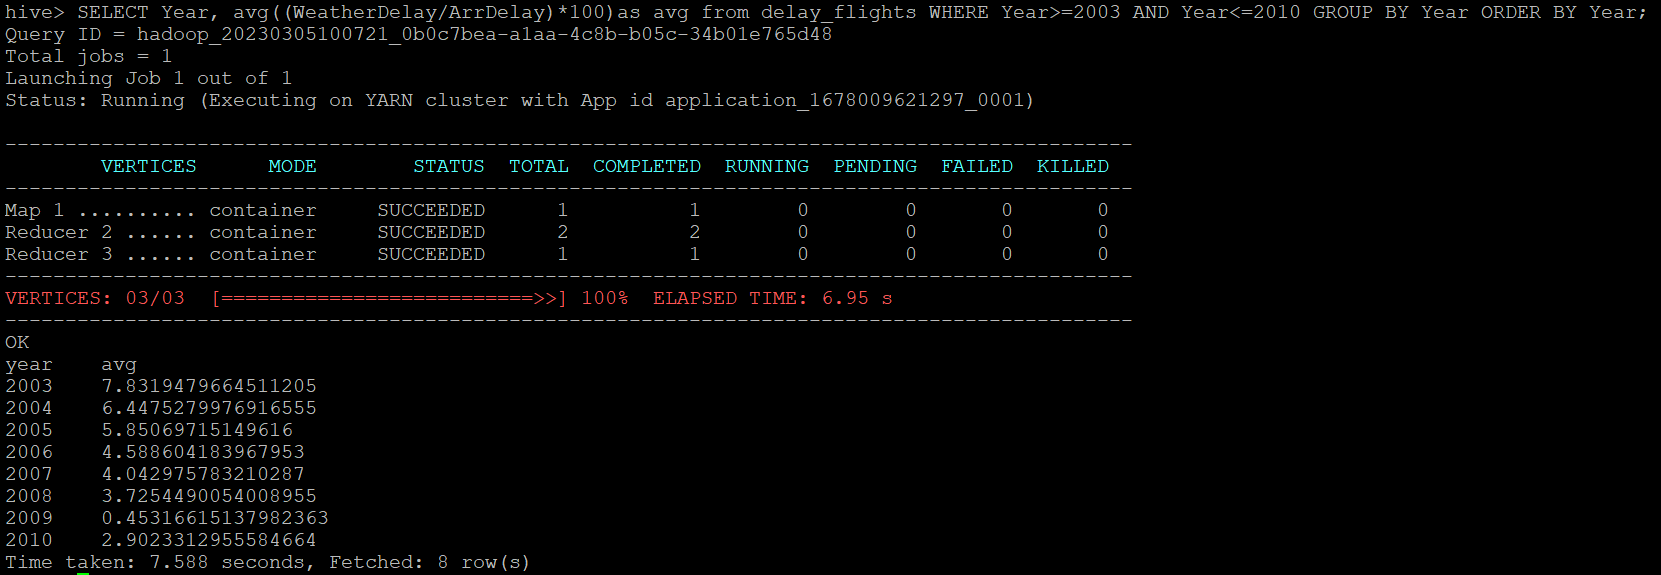 hive> SELECT Year, avg((WeatherDelay/ArrDelay)*100)as avg from delay_flights WHERE Year>=2003 AND Year<=2010 GROUP BY Year ORDER BY Year;
Query ID = hadoop_20230305100721_0b0c7bea-a1aa-4c8b-b05c-34b01e765d48
Total jobs = 1
Launching Job 1 out of 1
Status: Running (Executing on YARN cluster with App id application_1678009621297_0001)

----------------------------------------------------------------------------------------------
        VERTICES      MODE        STATUS  TOTAL  COMPLETED  RUNNING  PENDING  FAILED  KILLED
----------------------------------------------------------------------------------------------
Map 1 .......... container     SUCCEEDED      1          1        0        0       0       0
Reducer 2 ...... container     SUCCEEDED      2          2        0        0       0       0
Reducer 3 ...... container     SUCCEEDED      1          1        0        0       0       0
----------------------------------------------------------------------------------------------
VERTICES: 03/03  [==========================>>] 100%  ELAPSED TIME: 6.95 s
----------------------------------------------------------------------------------------------
OK
year    avg
2003    7.8319479664511205
2004    6.4475279976916555
2005    5.85069715149616
2006    4.588604183967953
2007    4.042975783210287
2008    3.7254490054008955
2009    0.45316615137982363
2010    2.9023312955584664
Time taken: 7.588 seconds, Fetched: 8 row(s)